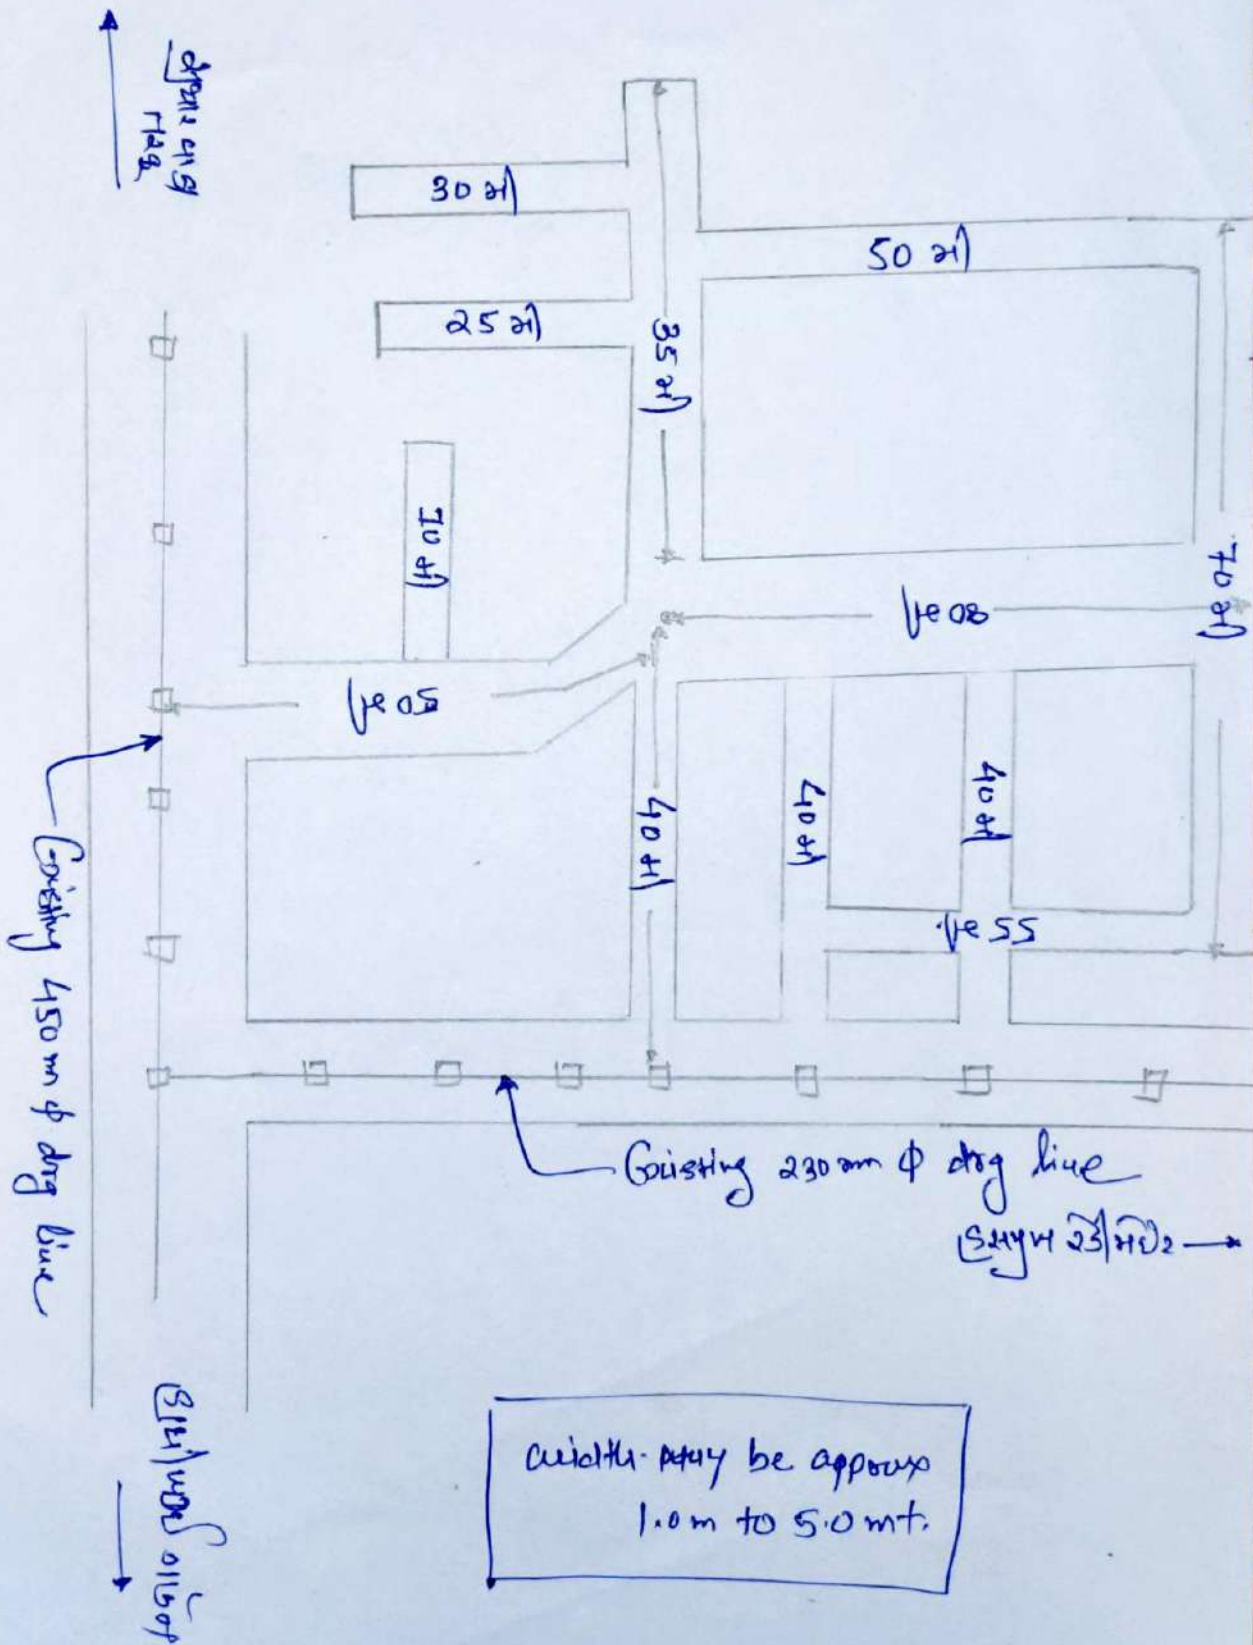 30 મી
50 મી
25 મી
35 મી
10 મી
70 મી
80 મી
50 મી
40 મી
40 મી
40 મી
55 મી
Existing 450 mm φ drg line
Existing 230 mm φ drg line
width may be approx
1.0 m to 5.0 mt.